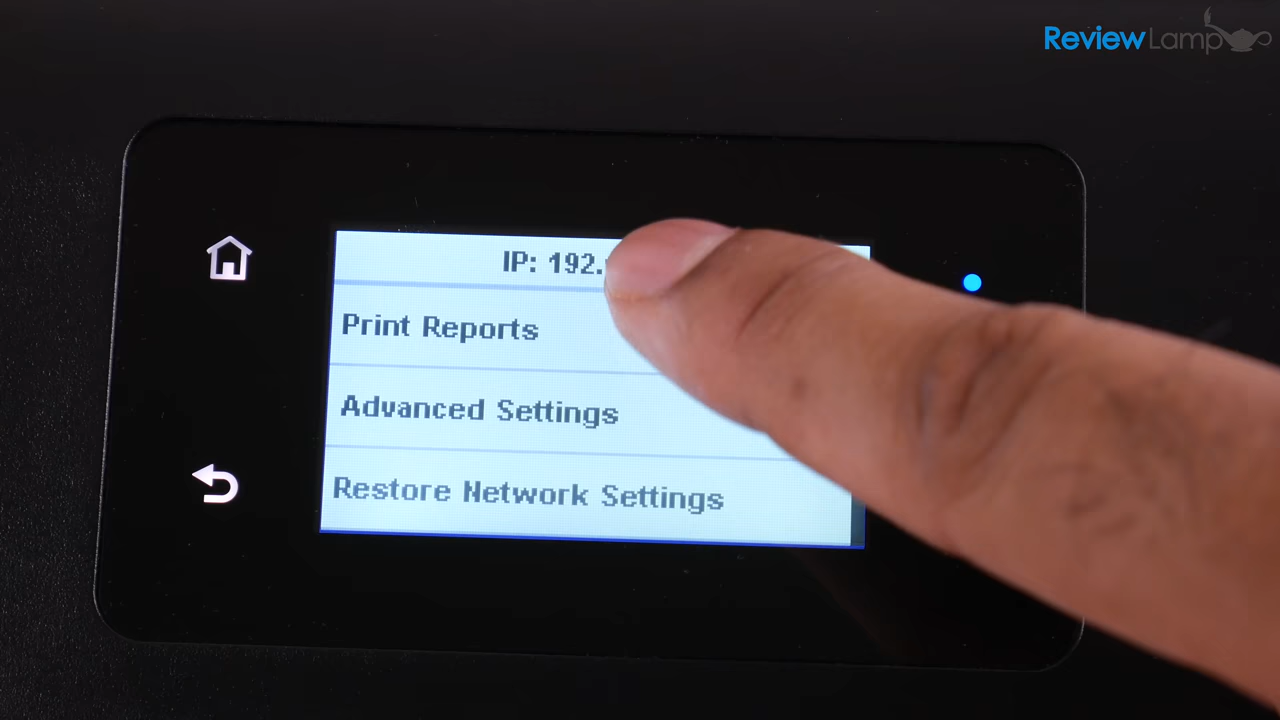 ReviewLamp
IP: 192.
Print Reports
Advanced Settings
Restore Network Settings